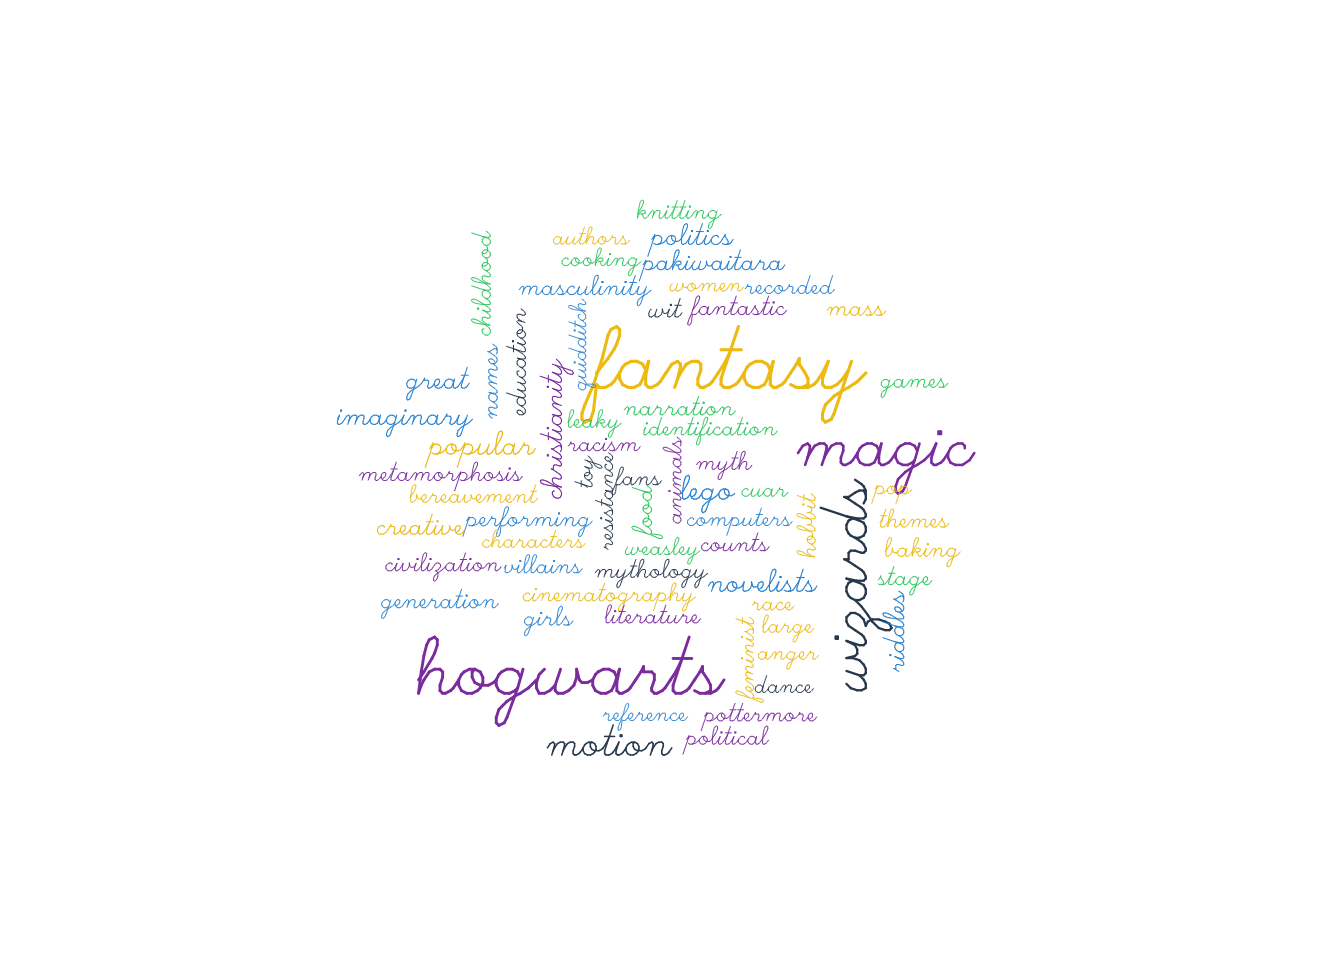 knitting
authors
politics
cooking
pakiwaitara
masculinity
women
recorded
wit
fantastic
mass
childhood
education
quidditch
names
christianity
fantasy
great
games
imaginary
leaky
narration
identification
popular
racism
magic
metamorphosis
toy
resistance
fans
animals
myth
bereavement
food
lego
cuar
pop
creative
performing
computers
hobbit
themes
characters
weasley
counts
baking
civilization
villains
mythology
novelists
wizards
stage
generation
cinematography
race
riddles
girls
literature
feminist
large
hogwarts
anger
dance
reference
pottermore
motion
political